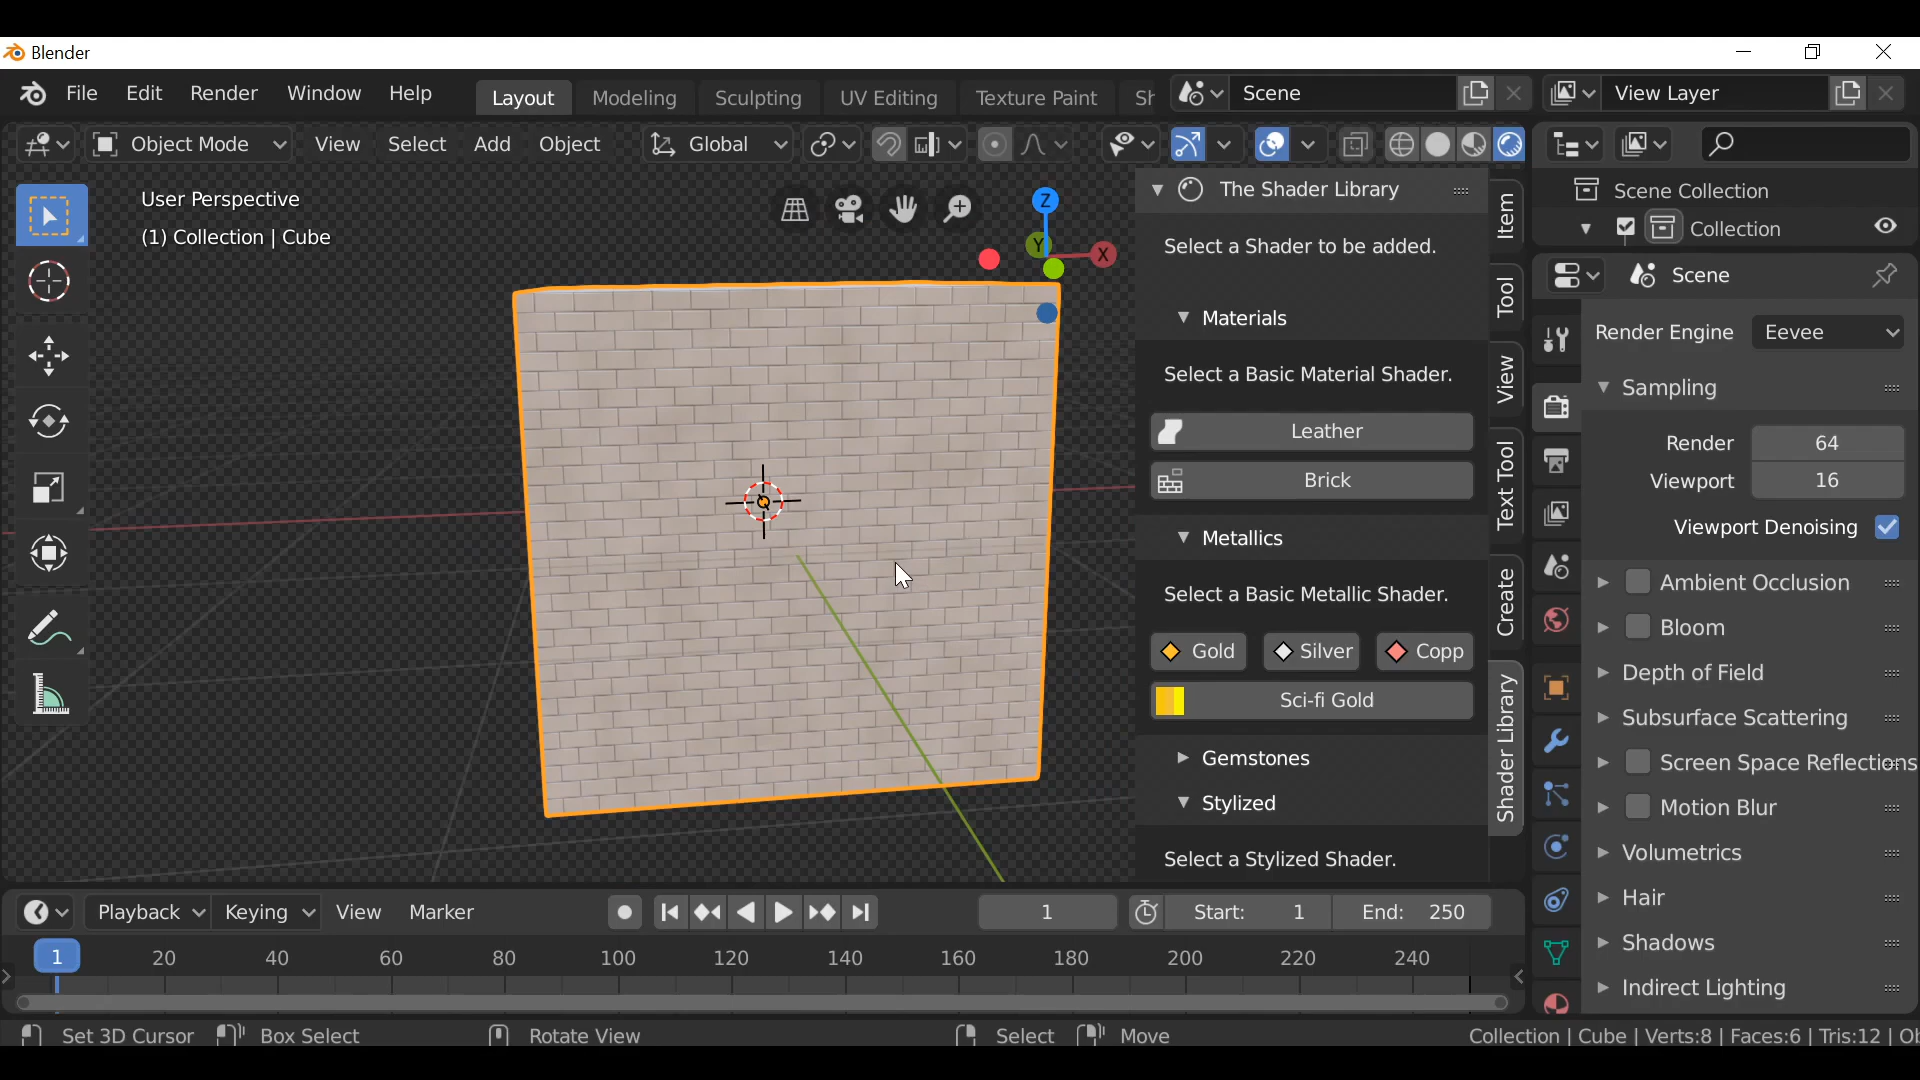 Blender
File Edit Render Window Help Layout Modeling Sculpting UV Editing Texture Paint Sh Scene View Layer
Object Mode View Select Add Object Global
User Perspective
(1) Collection | Cube
Z
Y
X
The Shader Library
Select a Shader to be added.
Materials
Select a Basic Material Shader.
Leather
Brick
Metallics
Select a Basic Metallic Shader.
Gold Silver Copp
Sci-fi Gold
Gemstones
Stylized
Select a Stylized Shader.
Item
Tool
View
Text Tool
Create
Shader Library
Scene Collection
Collection
Scene
Render Engine Eevee
Sampling
Render 64
Viewport 16
Viewport Denoising
Ambient Occlusion
Bloom
Depth of Field
Subsurface Scattering
Screen Space Reflections
Motion Blur
Volumetrics
Hair
Shadows
Indirect Lighting
Playback Keying View Marker 1 Start: 1 End: 250
1 20 40 60 80 100 120 140 160 180 200 220 240
Set 3D Cursor Box Select Rotate View Select Move Collection | Cube | Verts:8 | Faces:6 | Tris:12 | Ob